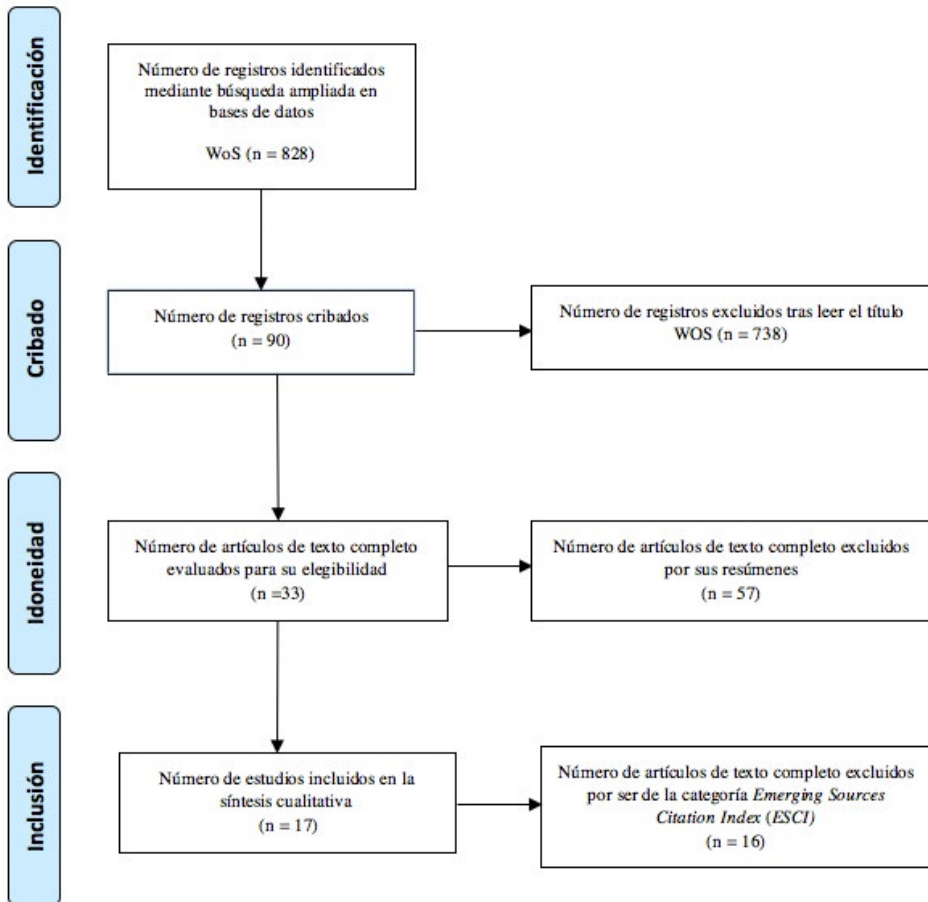 Identificación
Número de registros identificados
mediante búsqueda ampliada en
bases de datos
WoS (n = 828)
Cribado
Número de registros cribados
(n = 90)
Número de registros excluidos tras leer el título
WOS (n = 738)
Idoneidad
Número de artículos de texto completo
evaluados para su elegibilidad
(n =33)
Número de artículos de texto completo excluidos
por sus resúmenes
(n = 57)
Inclusión
Número de estudios incluidos en la
síntesis cualitativa
(n = 17)
Número de artículos de texto completo excluidos
por ser de la categoría Emerging Sources
Citation Index (ESCI)
(n = 16)